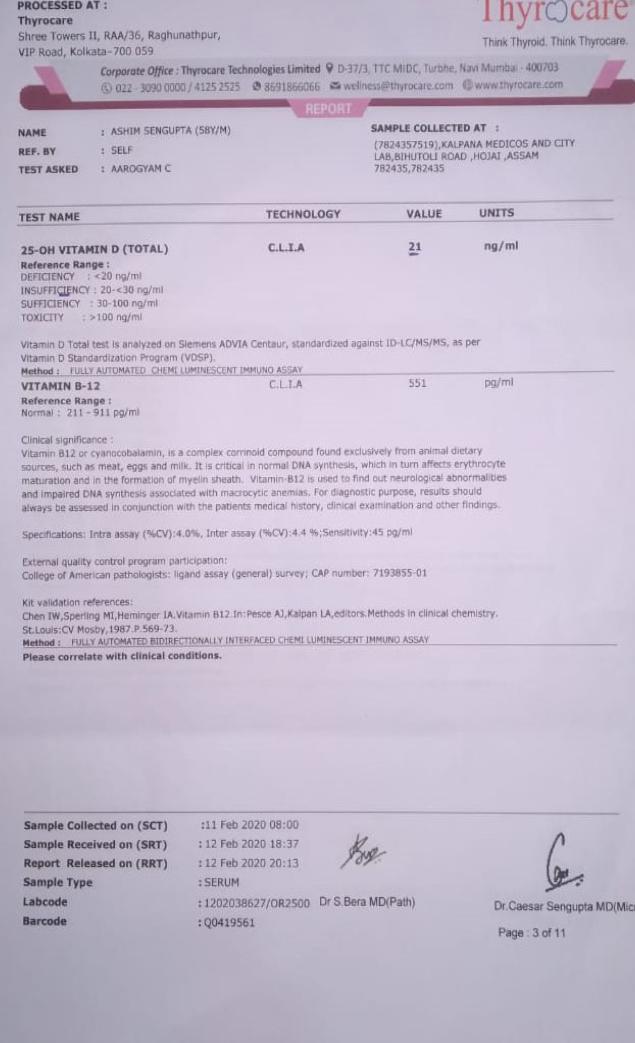 PROCESSED AT :
Thyrocare
Shree Towers II, RAA/36, Raghunathpur,
VIP Road, Kolkata-700 059
Thyrocare
Think Thyroid. Think Thyrocare.
Corporate Office : Thyrocare Technologies Limited D-37/3, TTC MIDC, Turbhe, Navi Mumbai - 400703
022 - 3090 0000 / 4125 2525 8691866066 wellness@thyrocare.com www.thyrocare.com
REPORT
NAME : ASHIM SENGUPTA (58Y/M)
REF. BY : SELF
TEST ASKED : AAROGYAM C
SAMPLE COLLECTED AT :
(7824357519),KALPANA MEDICOS AND CITY
LAB,BIHUTOLI ROAD ,HOJAI ,ASSAM
782435,782435
TEST NAME TECHNOLOGY VALUE UNITS
25-OH VITAMIN D (TOTAL) C.L.I.A 21 ng/ml
Reference Range :
DEFICIENCY : <20 ng/ml
INSUFFICIENCY : 20-<30 ng/ml
SUFFICIENCY : 30-100 ng/ml
TOXICITY : >100 ng/ml
Vitamin D Total test is analyzed on Siemens ADVIA Centaur, standardized against ID-LC/MS/MS, as per
Vitamin D Standardization Program (VDSP).
Method : FULLY AUTOMATED CHEMI LUMINESCENT IMMUNO ASSAY
VITAMIN B-12 C.L.I.A 551 pg/ml
Reference Range :
Normal : 211 - 911 pg/ml
Clinical significance :
Vitamin B12 or cyanocobalamin, is a complex corrinoid compound found exclusively from animal dietary
sources, such as meat, eggs and milk. It is critical in normal DNA synthesis, which in turn affects erythrocyte
maturation and in the formation of myelin sheath. Vitamin-B12 is used to find out neurological abnormalities
and impaired DNA synthesis associated with macrocytic anemias. For diagnostic purpose, results should
always be assessed in conjunction with the patients medical history, clinical examination and other findings.
Specifications: Intra assay (%CV):4.0%, Inter assay (%CV):4.4 %;Sensitivity:45 pg/ml
External quality control program participation:
College of American pathologists: ligand assay (general) survey; CAP number: 7193855-01
Kit validation references:
Chen IW,Sperling MI,Heminger IA.Vitamin B12.In:Pesce AJ,Kalpan LA,editors.Methods in clinical chemistry.
St.Louis:CV Mosby,1987.P.569-73.
Method : FULLY AUTOMATED BIDIRECTIONALLY INTERFACED CHEMI LUMINESCENT IMMUNO ASSAY
Please correlate with clinical conditions.
Sample Collected on (SCT) :11 Feb 2020 08:00
Sample Received on (SRT) : 12 Feb 2020 18:37
Report Released on (RRT) : 12 Feb 2020 20:13
Sample Type : SERUM
Labcode : 1202038627/OR2500 Dr S.Bera MD(Path) Dr.Caesar Sengupta MD(Mic
Barcode : Q0419561
Page : 3 of 11